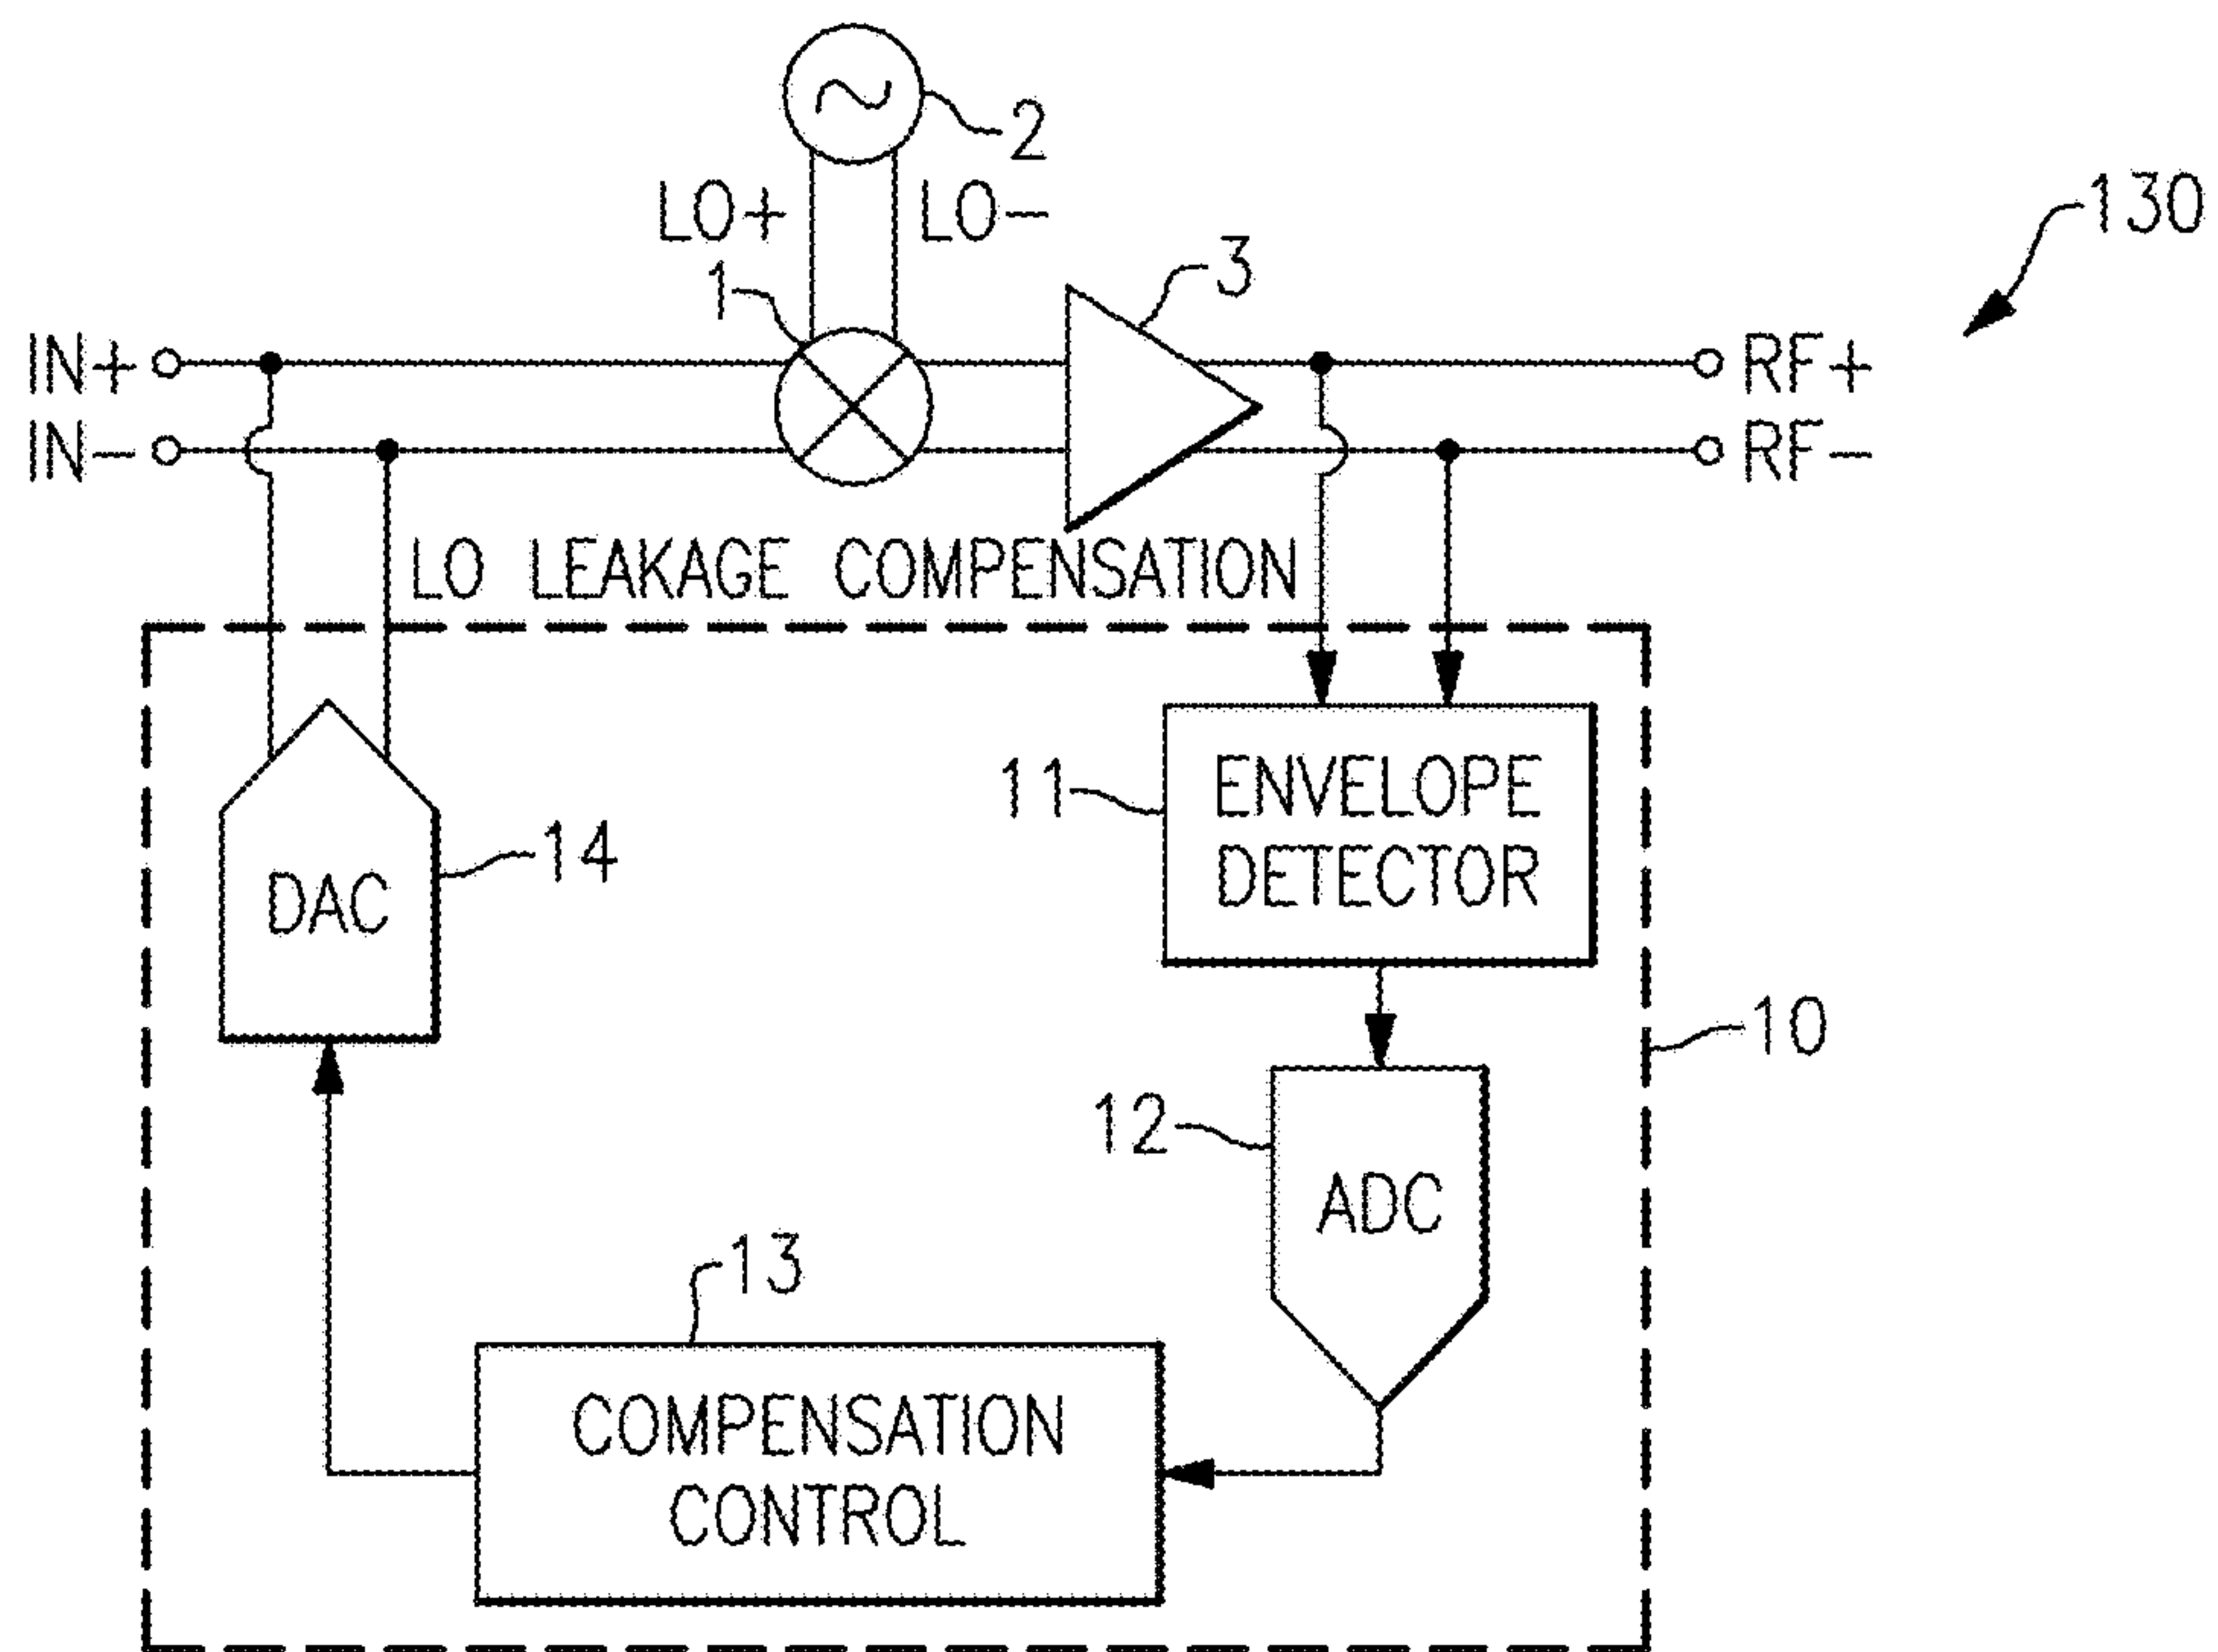 2
LO+
LO-
130
1
3
IN+
RF+
IN-
RF-
LO LEAKAGE COMPENSATION
11
ENVELOPE
DETECTOR
14
DAC
10
12
ADC
13
COMPENSATION
CONTROL